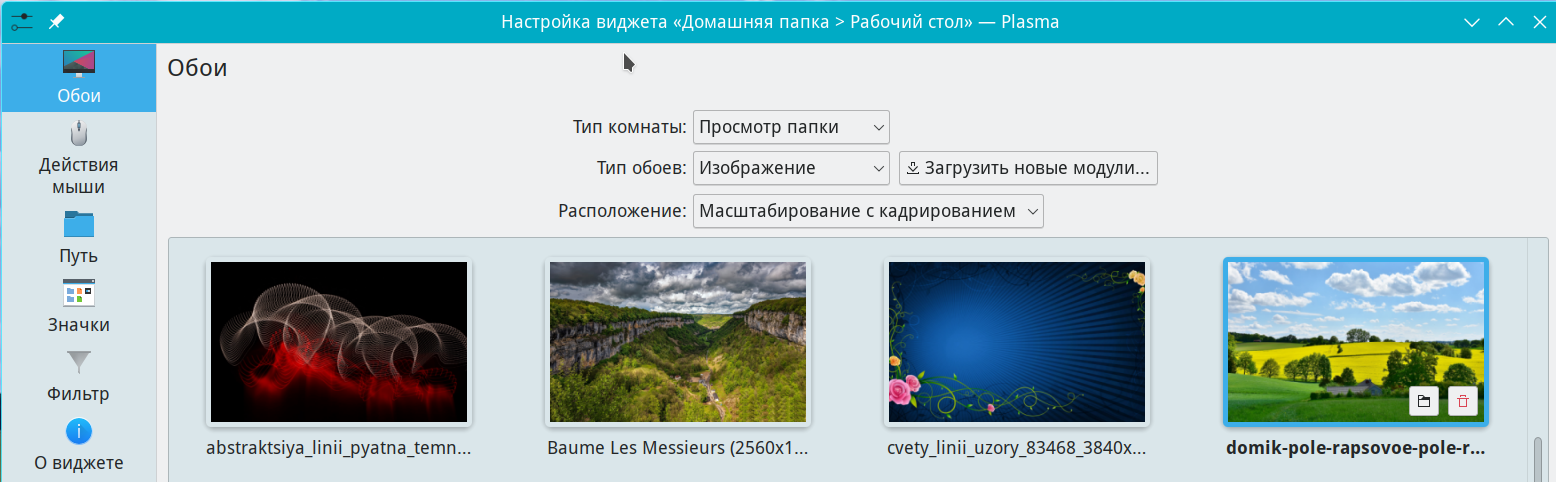 Настройка виджета «Домашняя папка > Рабочий стол» — Plasma
Обои
Действия
мыши
Путь
Значки
Фильтр
О виджете
Обои
Тип комнаты: Просмотр папки
Тип обоев: Изображение Загрузить новые модули...
Расположение: Масштабирование с кадрированием
abstraktsiya_linii_pyatna_temn... Baume Les Messieurs (2560x1... cvety_linii_uzory_83468_3840x... domik-pole-rapsovoe-pole-r...